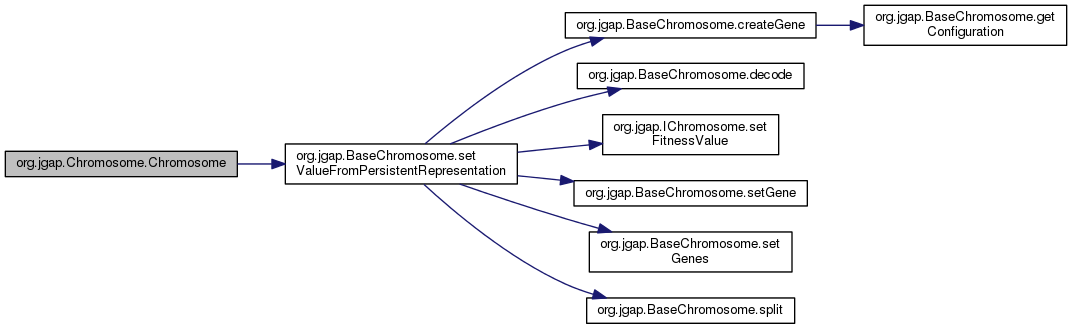 org.jgap.Chromosome.Chromosome
org.jgap.BaseChromosome.set
ValueFromPersistentRepresentation
org.jgap.BaseChromosome.createGene
org.jgap.BaseChromosome.get
Configuration
org.jgap.BaseChromosome.decode
org.jgap.IChromosome.set
FitnessValue
org.jgap.BaseChromosome.setGene
org.jgap.BaseChromosome.set
Genes
org.jgap.BaseChromosome.split